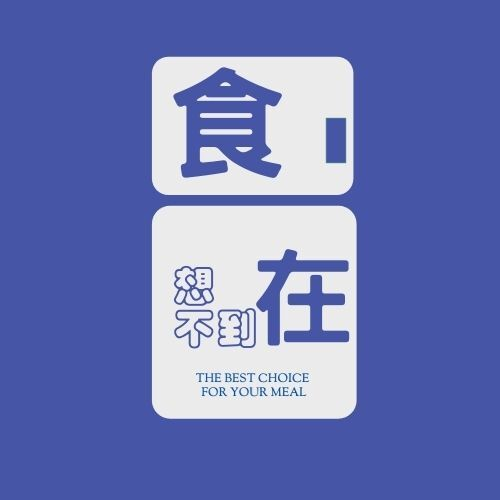 食
在
想
不到
THE BEST CHOICE
FOR YOUR MEAL